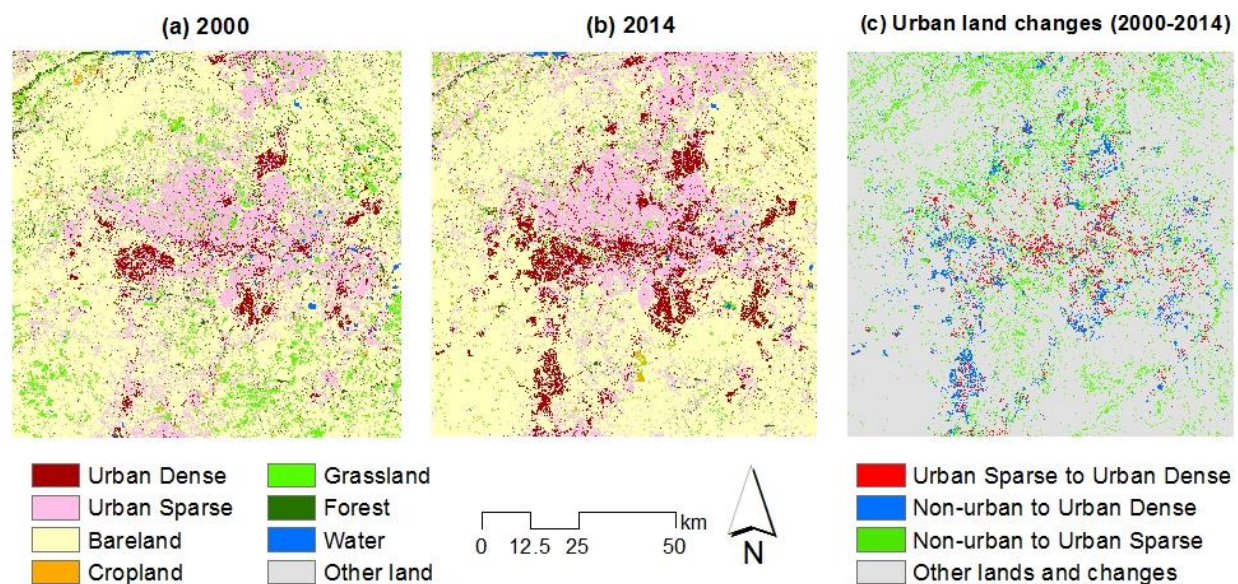 (a) 2000
(b) 2014
(c) Urban land changes (2000-2014)
Urban Dense
Urban Sparse
Bareland
Cropland
Grassland
Forest
Water
Other land
km
0 12.5 25 50
N
Urban Sparse to Urban Dense
Non-urban to Urban Dense
Non-urban to Urban Sparse
Other lands and changes